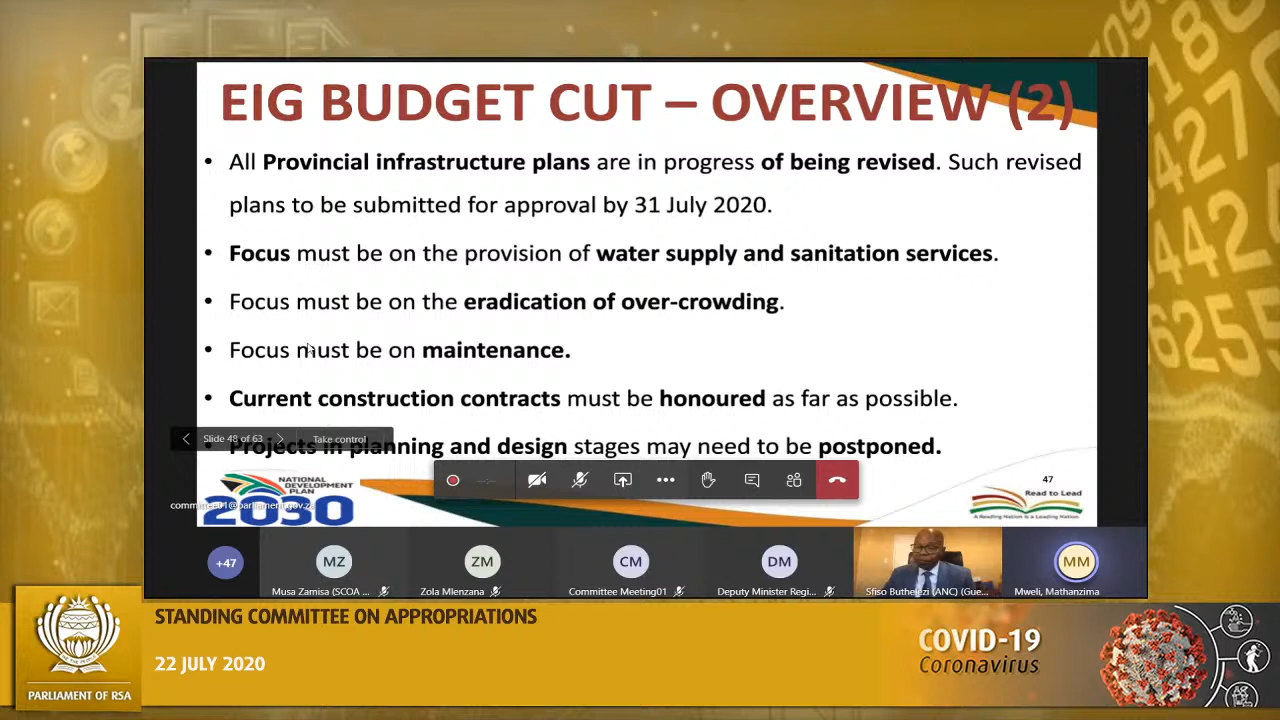 EIG BUDGET CUT – OVERVIEW (2)
• All Provincial infrastructure plans are in progress of being revised. Such revised
plans to be submitted for approval by 31 July 2020.
• Focus must be on the provision of water supply and sanitation services.
• Focus must be on the eradication of over-crowding.
• Focus must be on maintenance.
• Current construction contracts must be honoured as far as possible.
Slide 48 of 63 Take control
Projects in planning and design stages may need to be postponed.
NATIONAL
DEVELOPMENT
PLAN
2030
committee01@parliament.gov.z
47
Read to Lead
A Reading Nation is a Leading Nation
+47
MZ
ZM
CM
DM
MM
Musa Zamisa (SCOA ...
Zola Mlenzana
Committee Meeting01
Deputy Minister Regi...
Sfiso Buthelezi (ANC) (Gue...
Mweli, Mathanzima
STANDING COMMITTEE ON APPROPRIATIONS
22 JULY 2020
PARLIAMENT OF RSA
COVID-19
Coronavirus